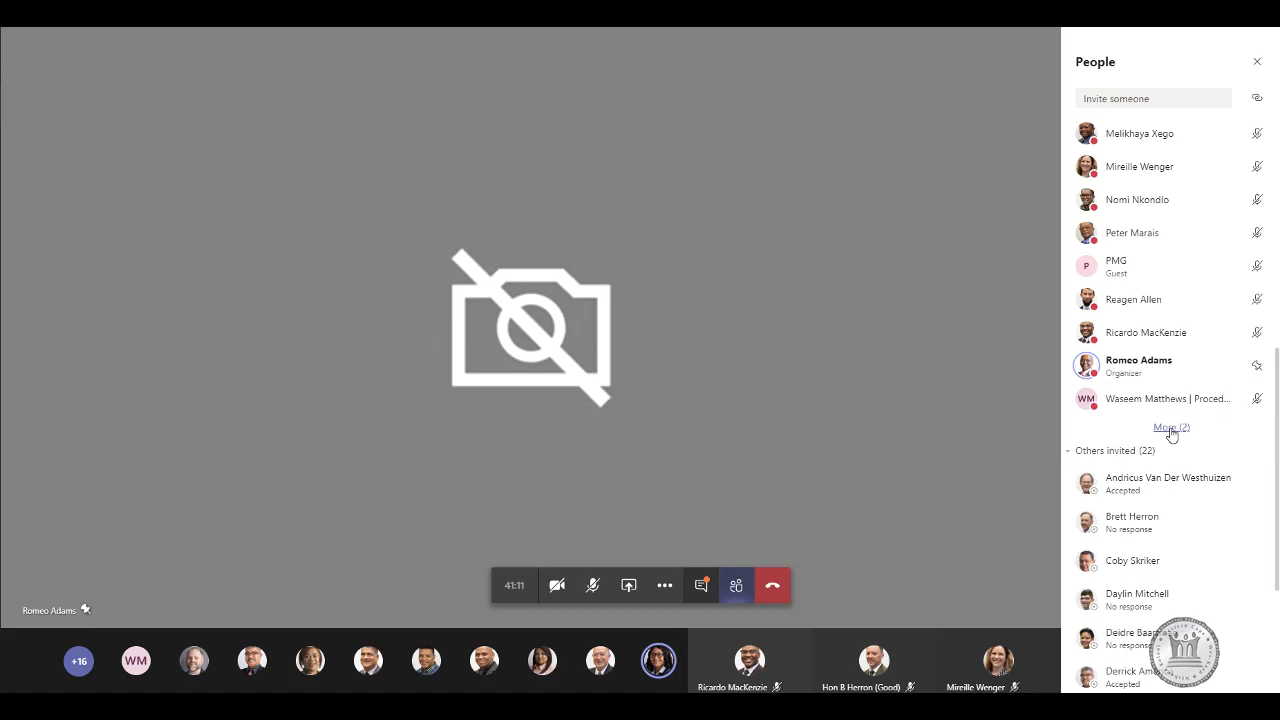 People
Invite someone
Melikhaya Xego
Mireille Wenger
Nomi Nkondlo
Peter Marais
P
PMG
Guest
Reagen Allen
Ricardo MacKenzie
Romeo Adams
Organizer
WM
Waseem Matthews | Proced...
More (2)
Others invited (22)
Andricus Van Der Westhuizen
Accepted
Brett Herron
No response
Coby Skriker
Daylin Mitchell
No response
Deidre
No respon
Derrick
Accepted
41:11
Romeo Adams
+16
WM
Ricardo MacKenzie
Hon B Herron (Good)
Mireille Wenger